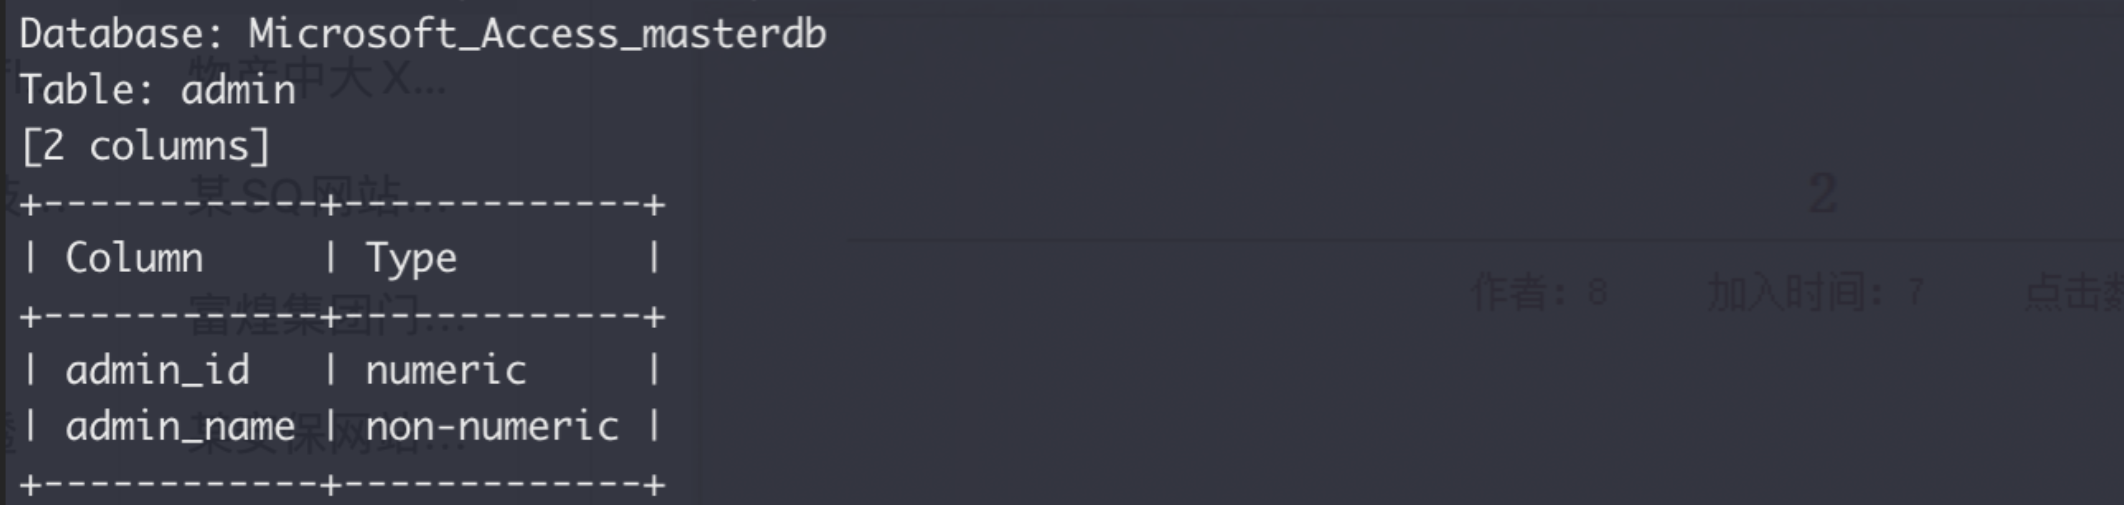 Database: Microsoft_Access_masterdb
物产中大X...
Table: admin
[2 columns]
某SQ网站...
2
+------------+-------------+
| Column     | Type        |
+------------+-------------+
作者：8 加入时间：7 点击数
富煌集团门...
| admin_id   | numeric     |
| admin_name | non-numeric |
某安保网站...
+------------+-------------+